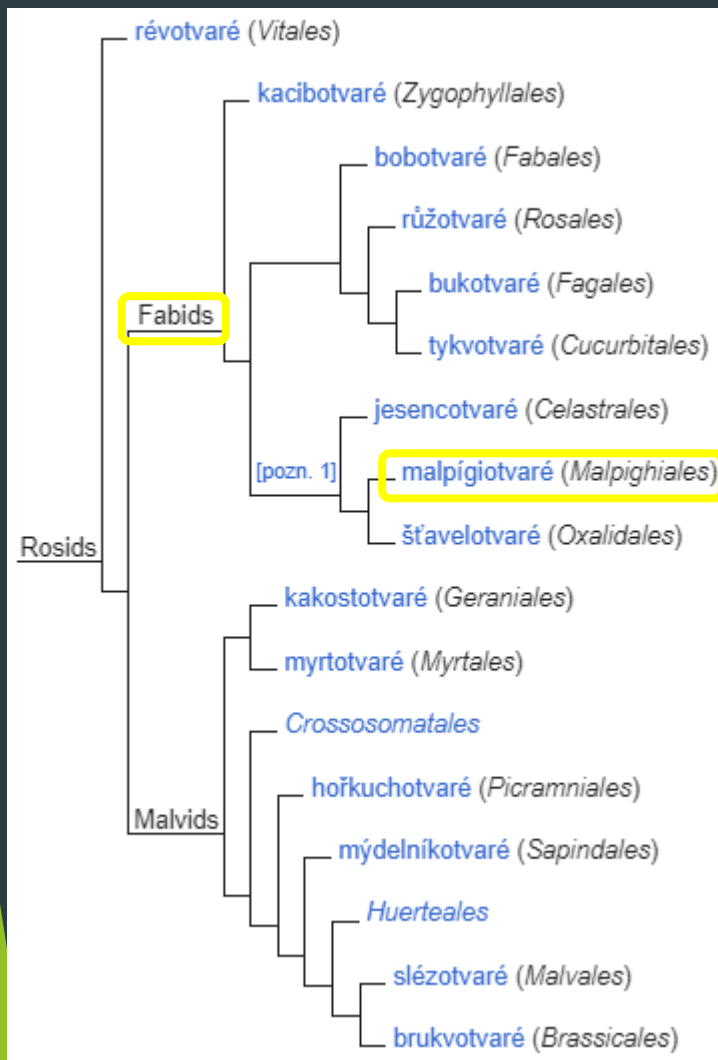 révotvaré (Vitales)
kacibotvaré (Zygophyllales)
bobotvaré (Fabales)
růžotvaré (Rosales)
bukotvaré (Fagales)
Fabids
tykvotvaré (Cucurbitales)
jesencotvaré (Celastrales)
[pozn. 1]
malpígiotvaré (Malpighiales)
šťavelotvaré (Oxalidales)
Rosids
kakostotvaré (Geraniales)
myrtotvaré (Myrtales)
Crossosomatales
hořkuchotvaré (Picramniales)
Malvids
mýdelníkotvaré (Sapindales)
Huerteales
slézotvaré (Malvales)
brukvotvaré (Brassicales)